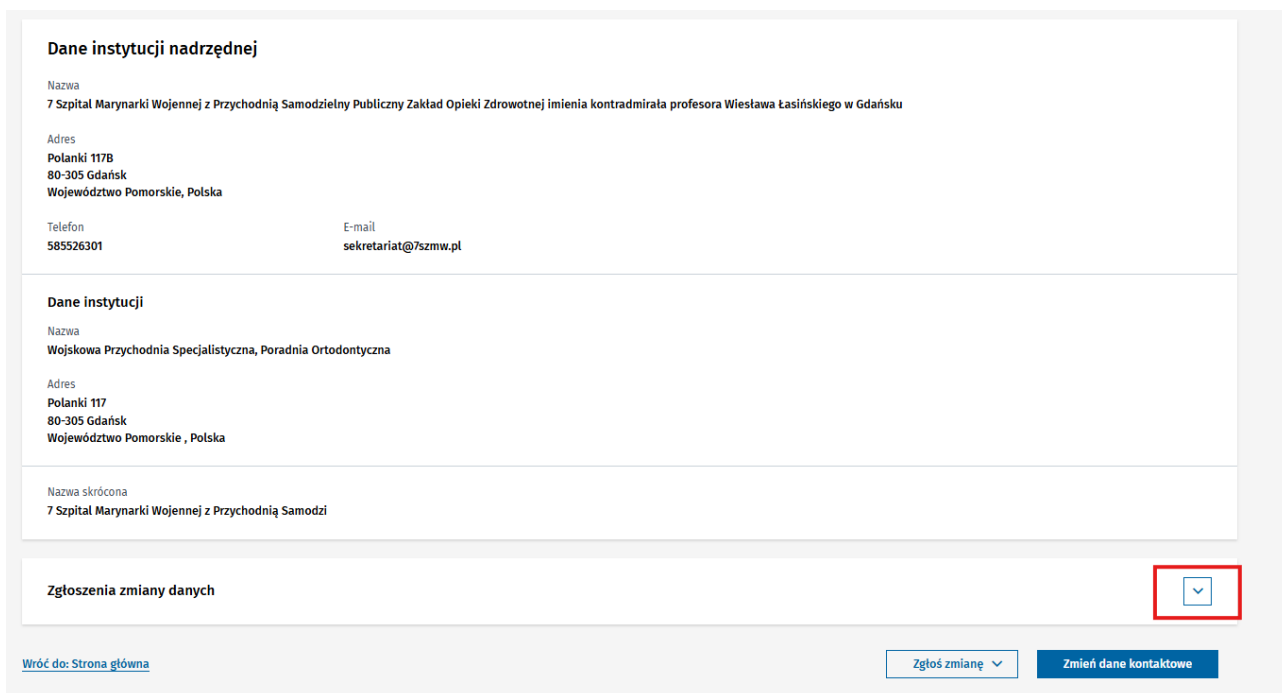 Dane instytucji nadrzędnej
Nazwa
7 Szpital Marynarki Wojennej z Przychodnią Samodzielny Publiczny Zakład Opieki Zdrowotnej imienia kontradmirała profesora Wiesława Łasińskiego w Gdańsku
Adres
Polanki 117B
80-305 Gdańsk
Województwo Pomorskie, Polska
Telefon E-mail
585526301 sekretariat@7szmw.pl
Dane instytucji
Nazwa
Wojskowa Przychodnia Specjalistyczna, Poradnia Ortodontyczna
Adres
Polanki 117
80-305 Gdańsk
Województwo Pomorskie , Polska
Nazwa skrócona
7 Szpital Marynarki Wojennej z Przychodnią Samodzi
Zgłoszenia zmiany danych
Wróć do: Strona główna Zgłoś zmianę Zmień dane kontaktowe